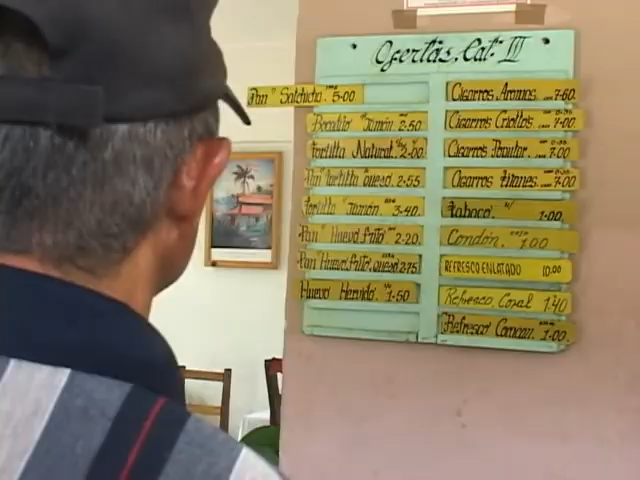 Ofertas, Cat. III
Pan " Salchicha. 5-00
Bocadito " Jamón. 2-50
Tortilla Natural. 2-00
Pan " Tortilla queso. 2-55
Tortilla " Jamón. 3-40
Pan " Huevo frito 2-20
Pan " Huevo frito, queso 2-75
Huevo Hervido. 1-50
Cigarros Aromas 7-60.
Cigarros Criollos 7-00
Cigarros Popular 7-00
Cigarros Titanes 7-00
Tabaco. 1-00.
Condón. 1.00
REFRESCO ENLATADO 10.00
Refresco. Copal 1.40
Refresco 1-00.